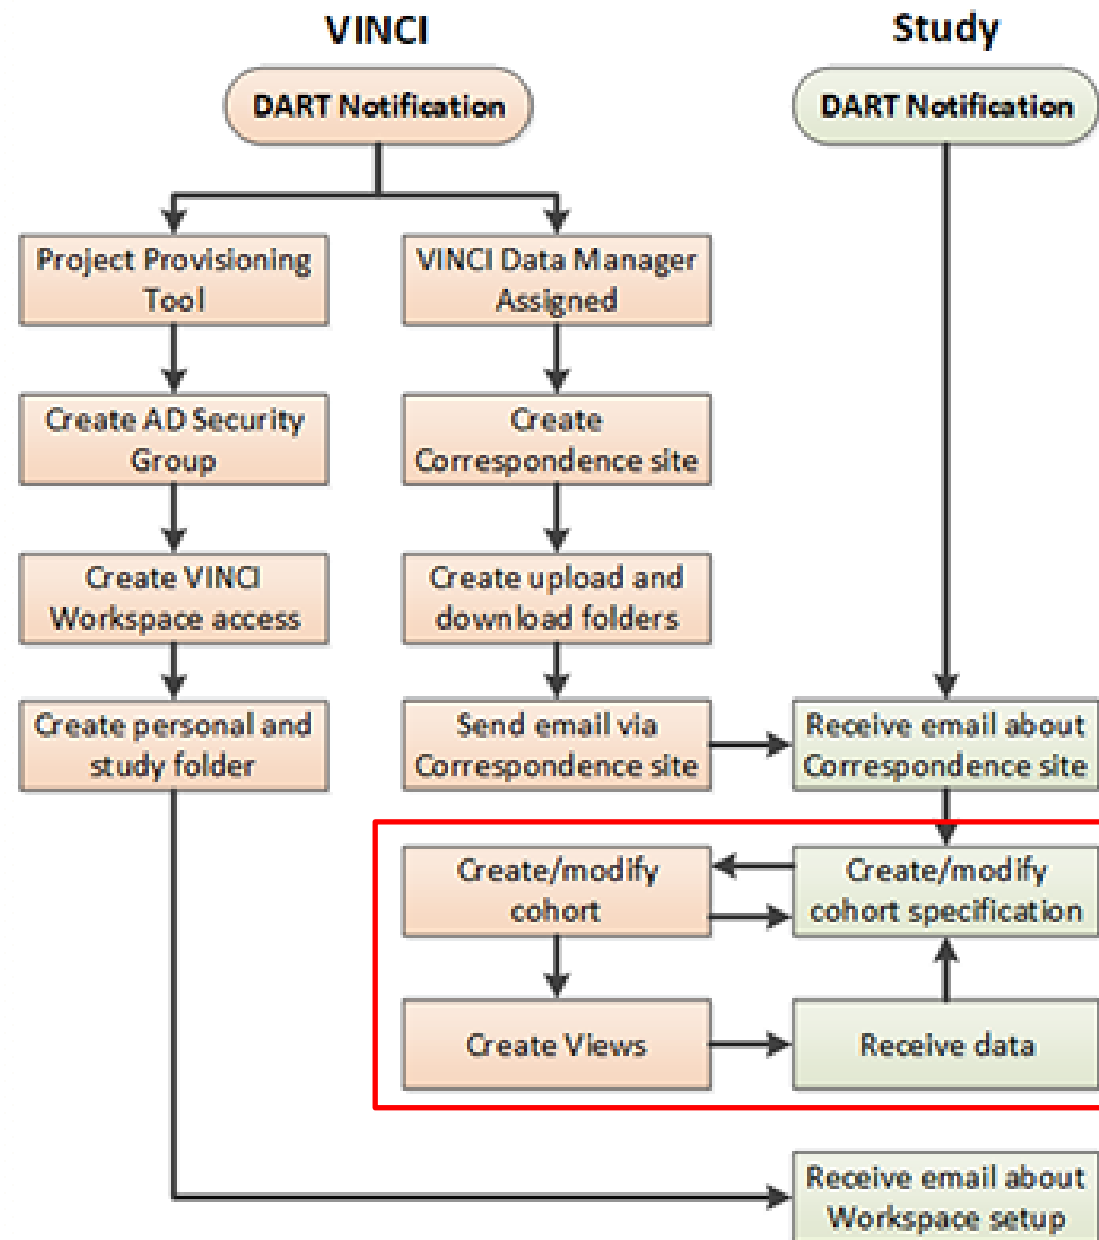 VINCI
Study
DART Notification
DART Notification
Project Provisioning
Tool
VINCI Data Manager
Assigned
Create AD Security
Group
Create
Correspondence site
Create VINCI
Workspace access
Create upload and
download folders
Create personal and
study folder
Send email via
Correspondence site
Receive email about
Correspondence site
Create/modify
cohort
Create/modify
cohort specification
Create Views
Receive data
Receive email about
Workspace setup